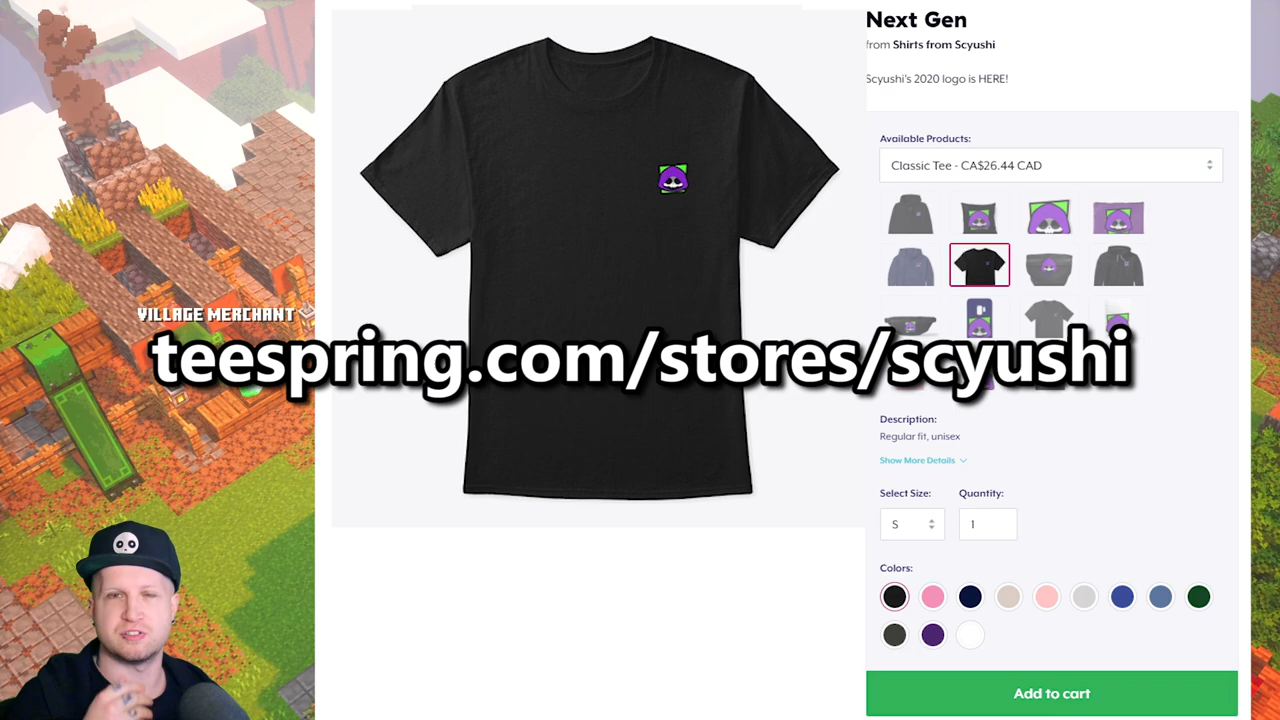 Next Gen
from Shirts from Scyushi
Scyushi's 2020 logo is HERE!
Available Products:
Classic Tee - CA$26.44 CAD
VILLAGE MERCHANT
teespring.com/stores/scyushi
Description:
Regular fit, unisex
Show More Details
Select Size:
Quantity:
S
1
Colors:
Add to cart